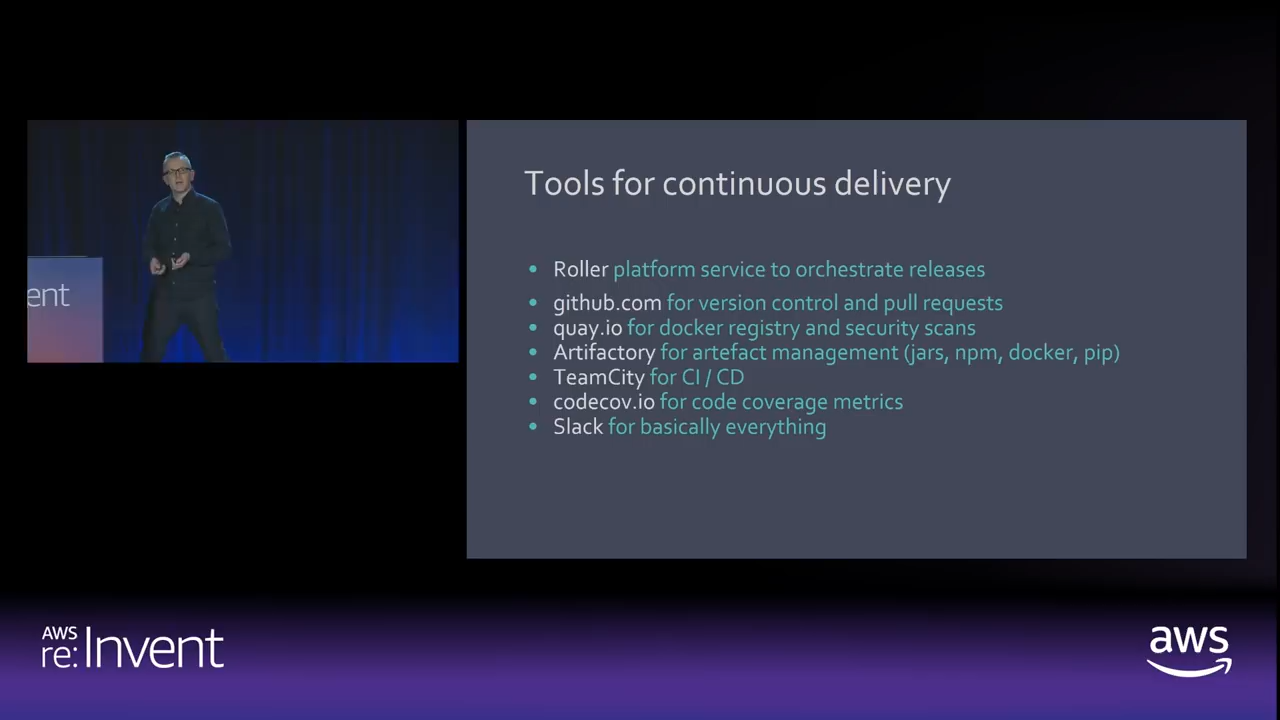 Tools for continuous delivery
• Roller platform service to orchestrate releases
• github.com for version control and pull requests
• quay.io for docker registry and security scans
• Artifactory for artefact management (jars, npm, docker, pip)
• TeamCity for CI / CD
• codecov.io for code coverage metrics
• Slack for basically everything
ent
AWS
re:Invent
aws